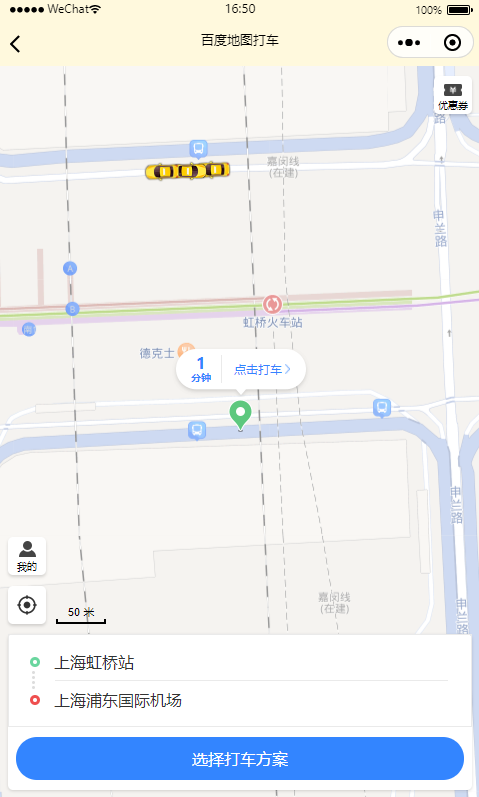 WeChat
16:50
100%
百度地图打车
优惠券
路
嘉闵线
(在建)
申兰路
A
B
虹桥火车站
南
德克士
1
分钟
点击打车
申兰路
我的
嘉闵线
(在建)
申兰路
50 米
上海虹桥站
上海浦东国际机场
选择打车方案